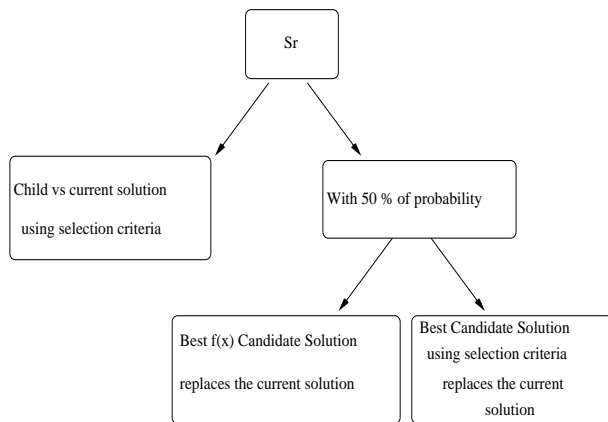 Sr
Child vs current solution
using selection criteria
With 50 % of probability
Best f(x) Candidate Solution
replaces the current solution
Best Candidate Solution
using selection criteria
replaces the current
solution